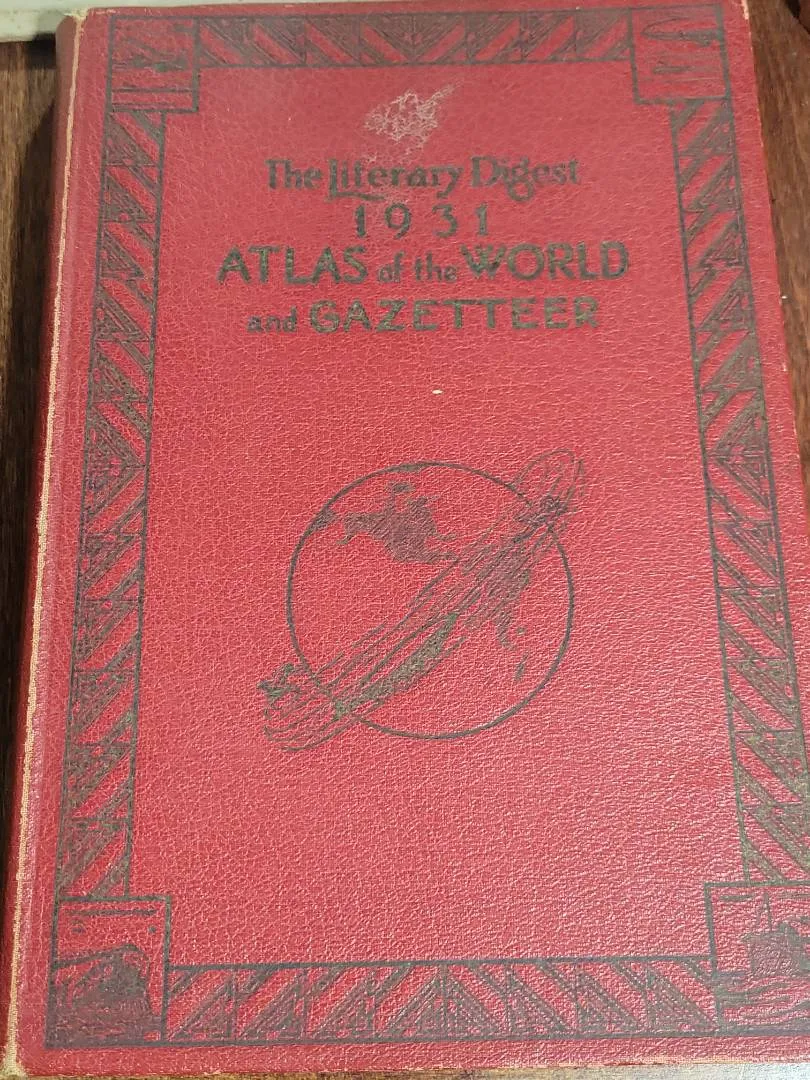 The Literary Digest
1931
ATLAS of the WORLD
and GAZETTEER